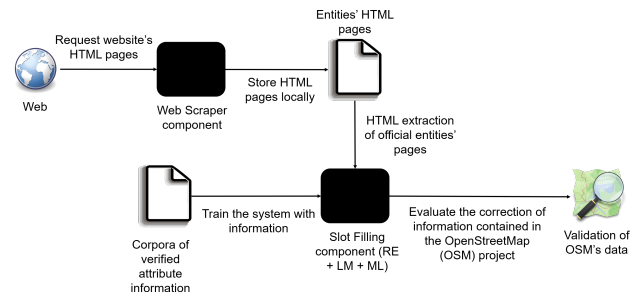 Entities' HTML
pages
Request website's
HTML pages
Web
Web Scraper
component
Store HTML
pages locally
HTML extraction
of official entities'
pages
Train the system with
information
Corpora of
verified
attribute
information
Slot Filling
component (RE
+ LM + ML)
Evaluate the correction of
information contained in
the OpenStreetMap
(OSM) project
Validation of
OSM's data